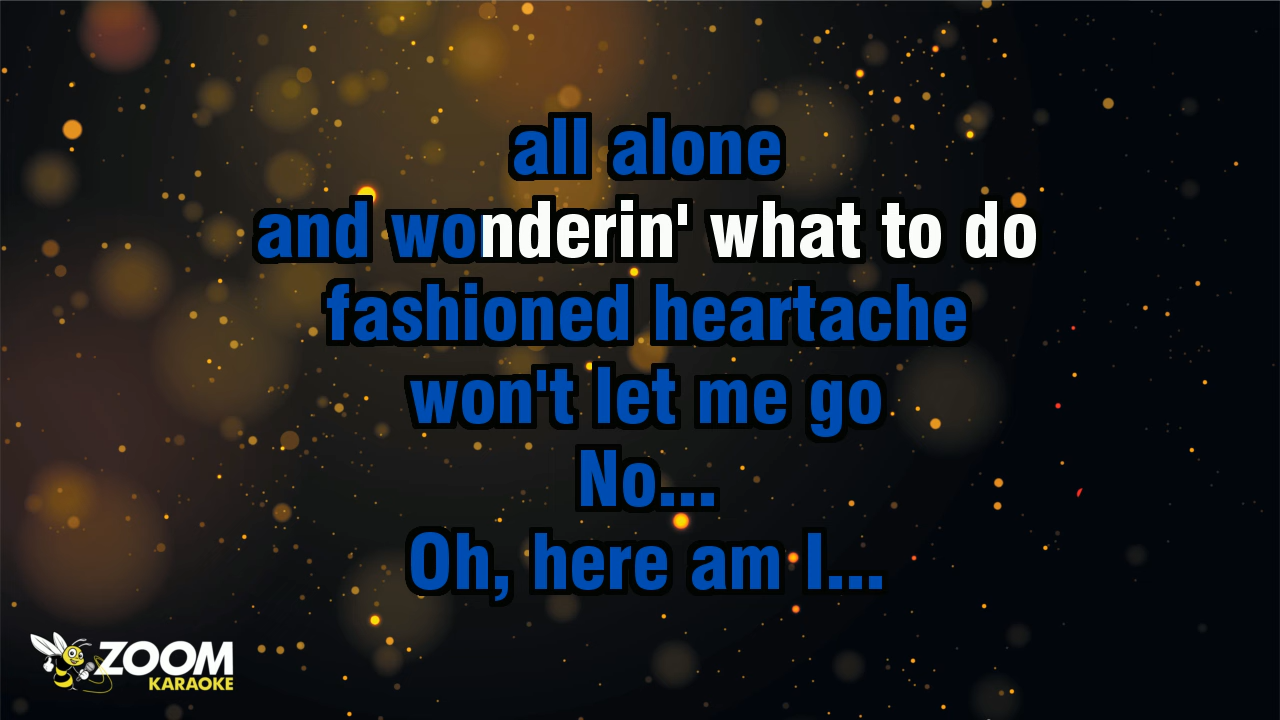 all alone
and wonderin' what to do
fashioned heartache
won't let me go
No...
Oh, here am I...
ZOOM
KARAOKE